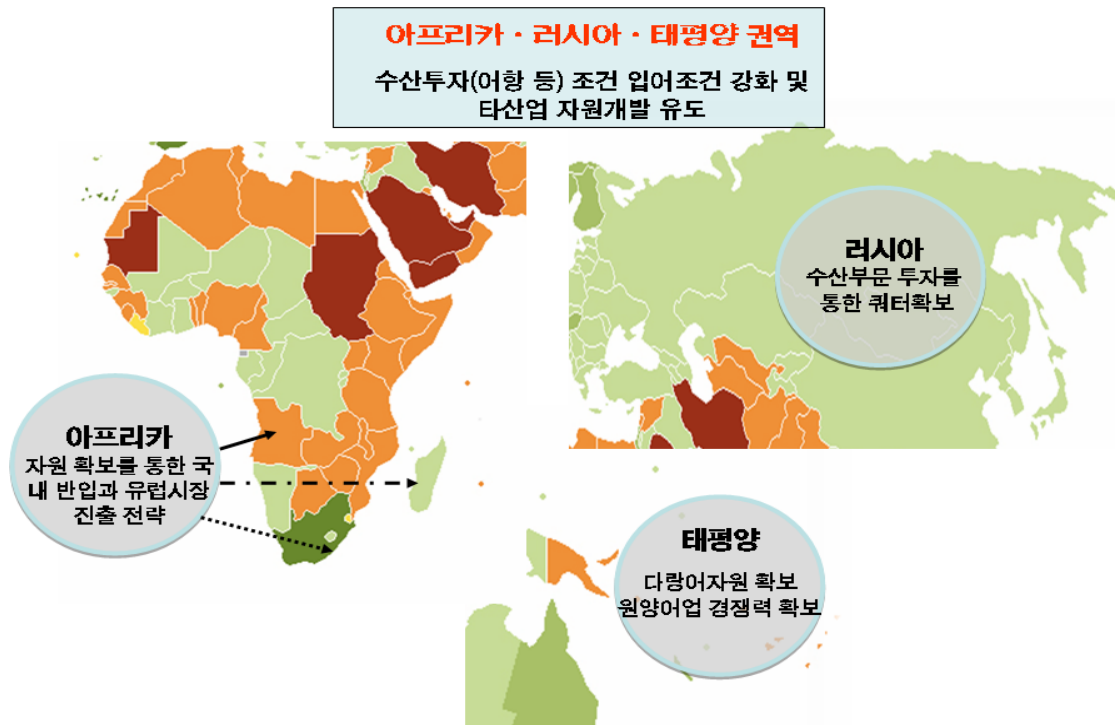 아프리카 · 러시아 · 태평양 권역
수산투자(어항 등) 조건 입어조건 강화 및
타산업 자원개발 유도
러시아
수산부문 투자를
통한 쿼터확보
아프리카
자원 확보를 통한 국
내 반입과 유럽시장
진출 전략
태평양
다랑어자원 확보
원양어업 경쟁력 확보